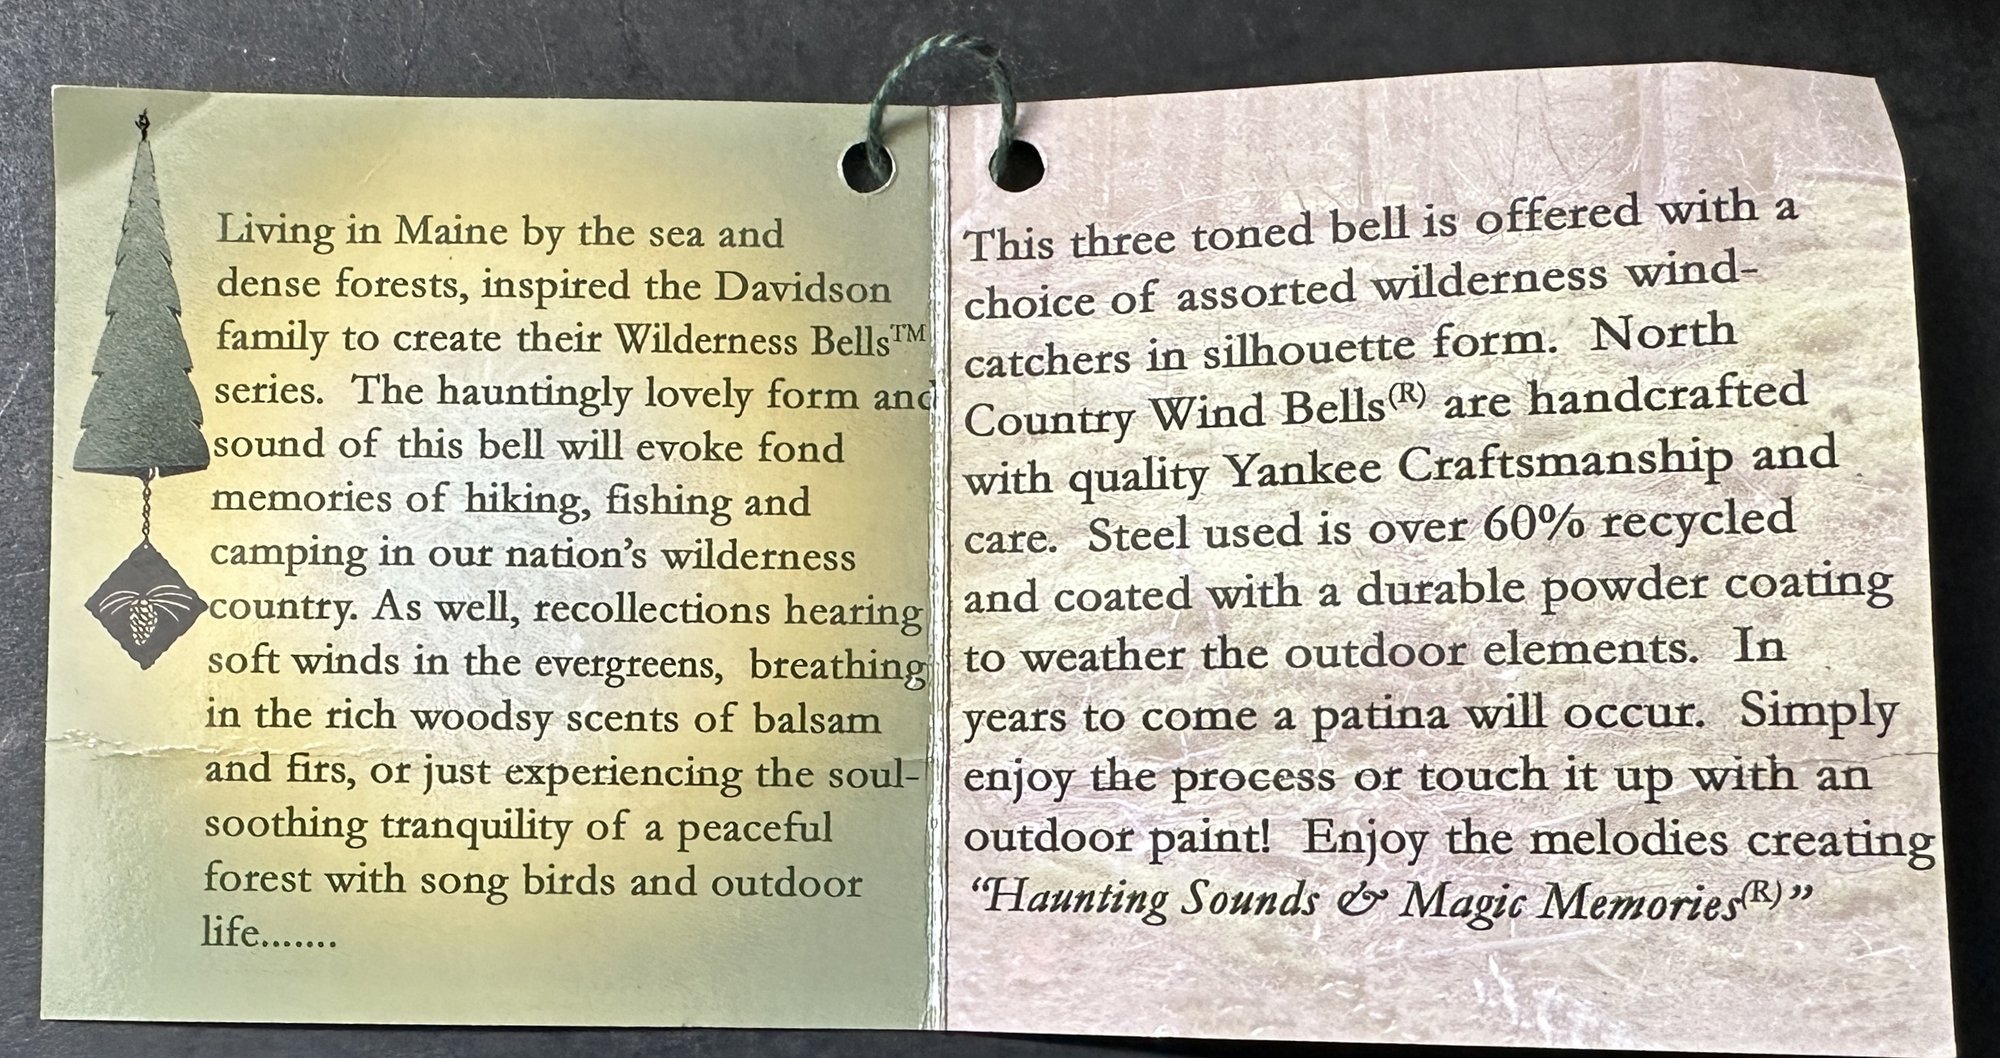 Living in Maine by the sea and
dense forests, inspired the Davidson
family to create their Wilderness Bells™
series.  The hauntingly lovely form and
sound of this bell will evoke fond
memories of hiking, fishing and
camping in our nation's wilderness
country. As well, recollections hearing
soft winds in the evergreens,  breathing
in the rich woodsy scents of balsam
and firs, or just experiencing the soul-
soothing tranquility of a peaceful
forest with song birds and outdoor
life.......
This three toned bell is offered with a
choice of assorted wilderness wind-
catchers in silhouette form.  North
Country Wind Bells(R) are handcrafted
with quality Yankee Craftsmanship and
care.  Steel used is over 60% recycled
and coated with a durable powder coating
to weather the outdoor elements.  In
years to come a patina will occur.  Simply
enjoy the process or touch it up with an
outdoor paint!  Enjoy the melodies creating
“Haunting Sounds & Magic Memories(R)”